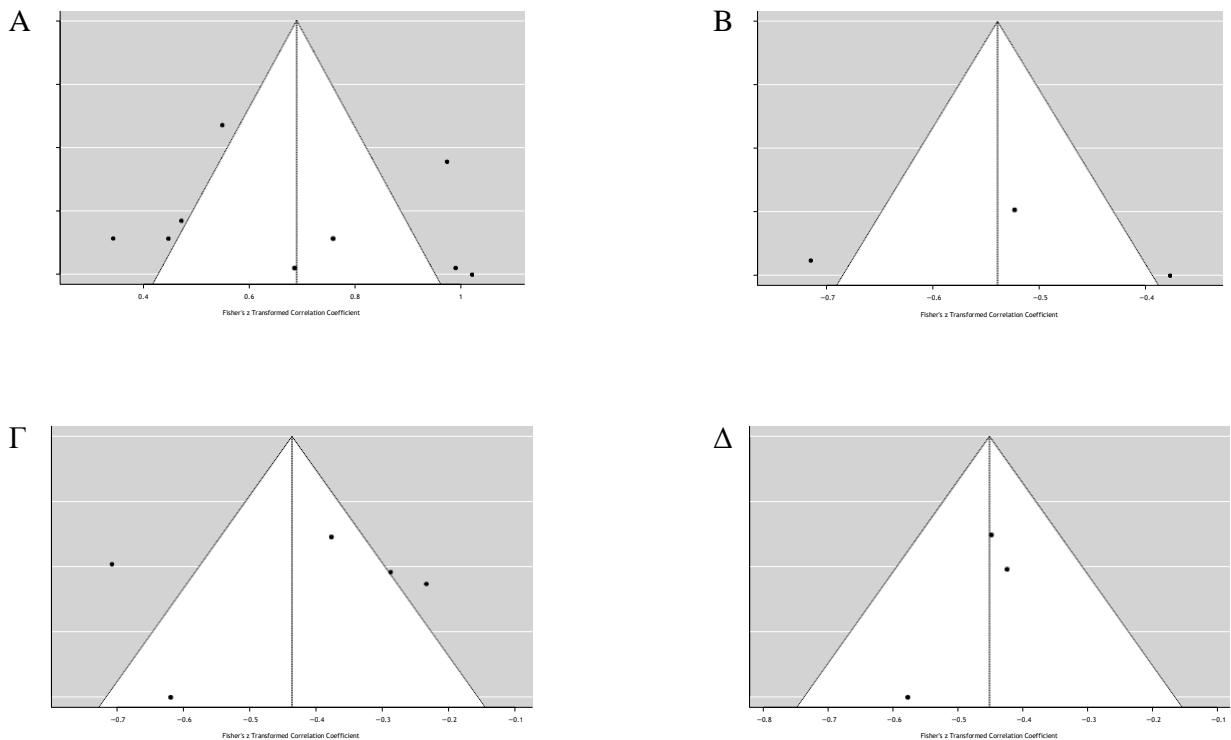 Α
0.4 0.6 0.8 1
Fisher's z Transformed Correlation Coefficient
Β
−0.7 −0.6 −0.5 −0.4
Fisher's z Transformed Correlation Coefficient
Γ
−0.7 −0.6 −0.5 −0.4 −0.3 −0.2 −0.1
Fisher's z Transformed Correlation Coefficient
Δ
−0.8 −0.7 −0.6 −0.5 −0.4 −0.3 −0.2 −0.1
Fisher's z Transformed Correlation Coefficient